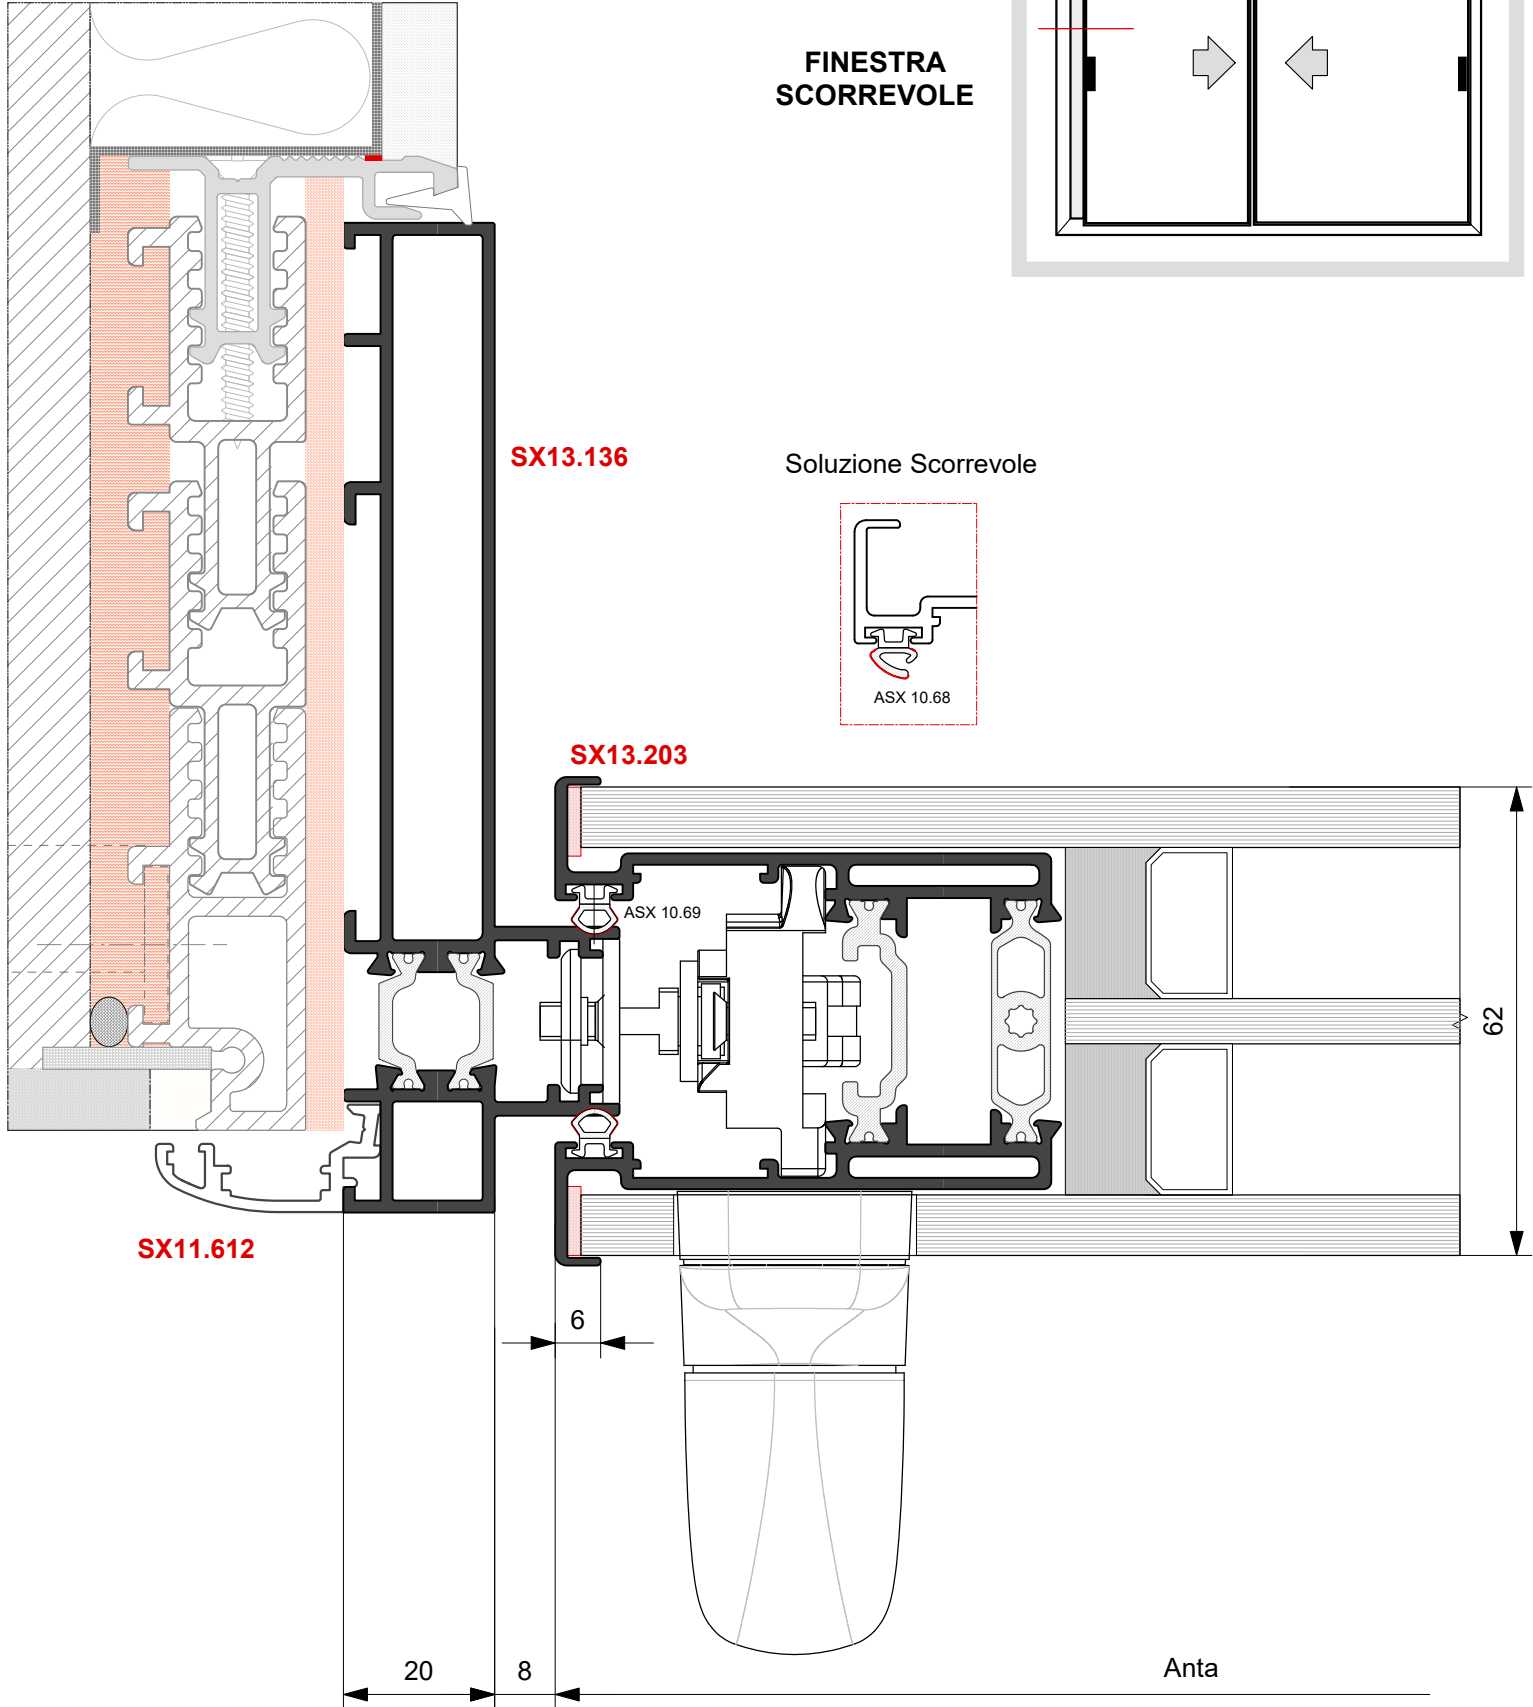 FINESTRA
SCORREVOLE
SX13.136
Soluzione Scorrevole
ASX 10.68
SX13.203
ASX 10.69
62
SX11.612
6
20
8
Anta